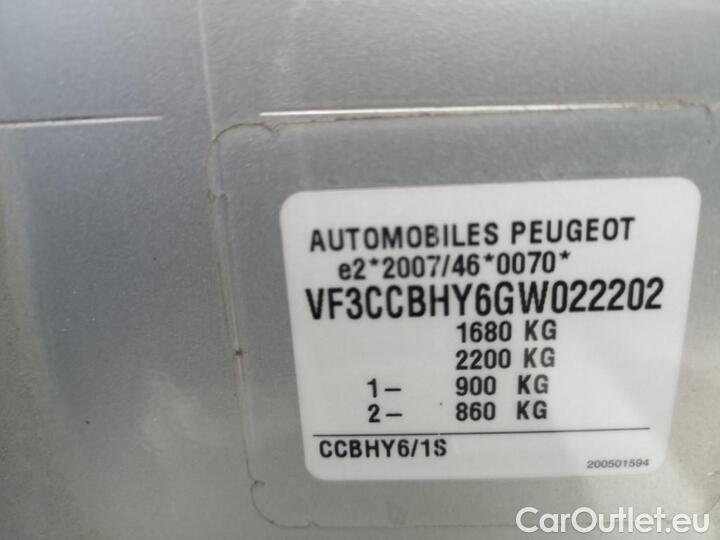 AUTOMOBILES PEUGEOT
e2*2007/46*0070*
VF3CCBHY6GW022202
1680 KG
2200 KG
1- 900 KG
2- 860 KG
CCBHY6/1S
200501594
CarOutlet.eu